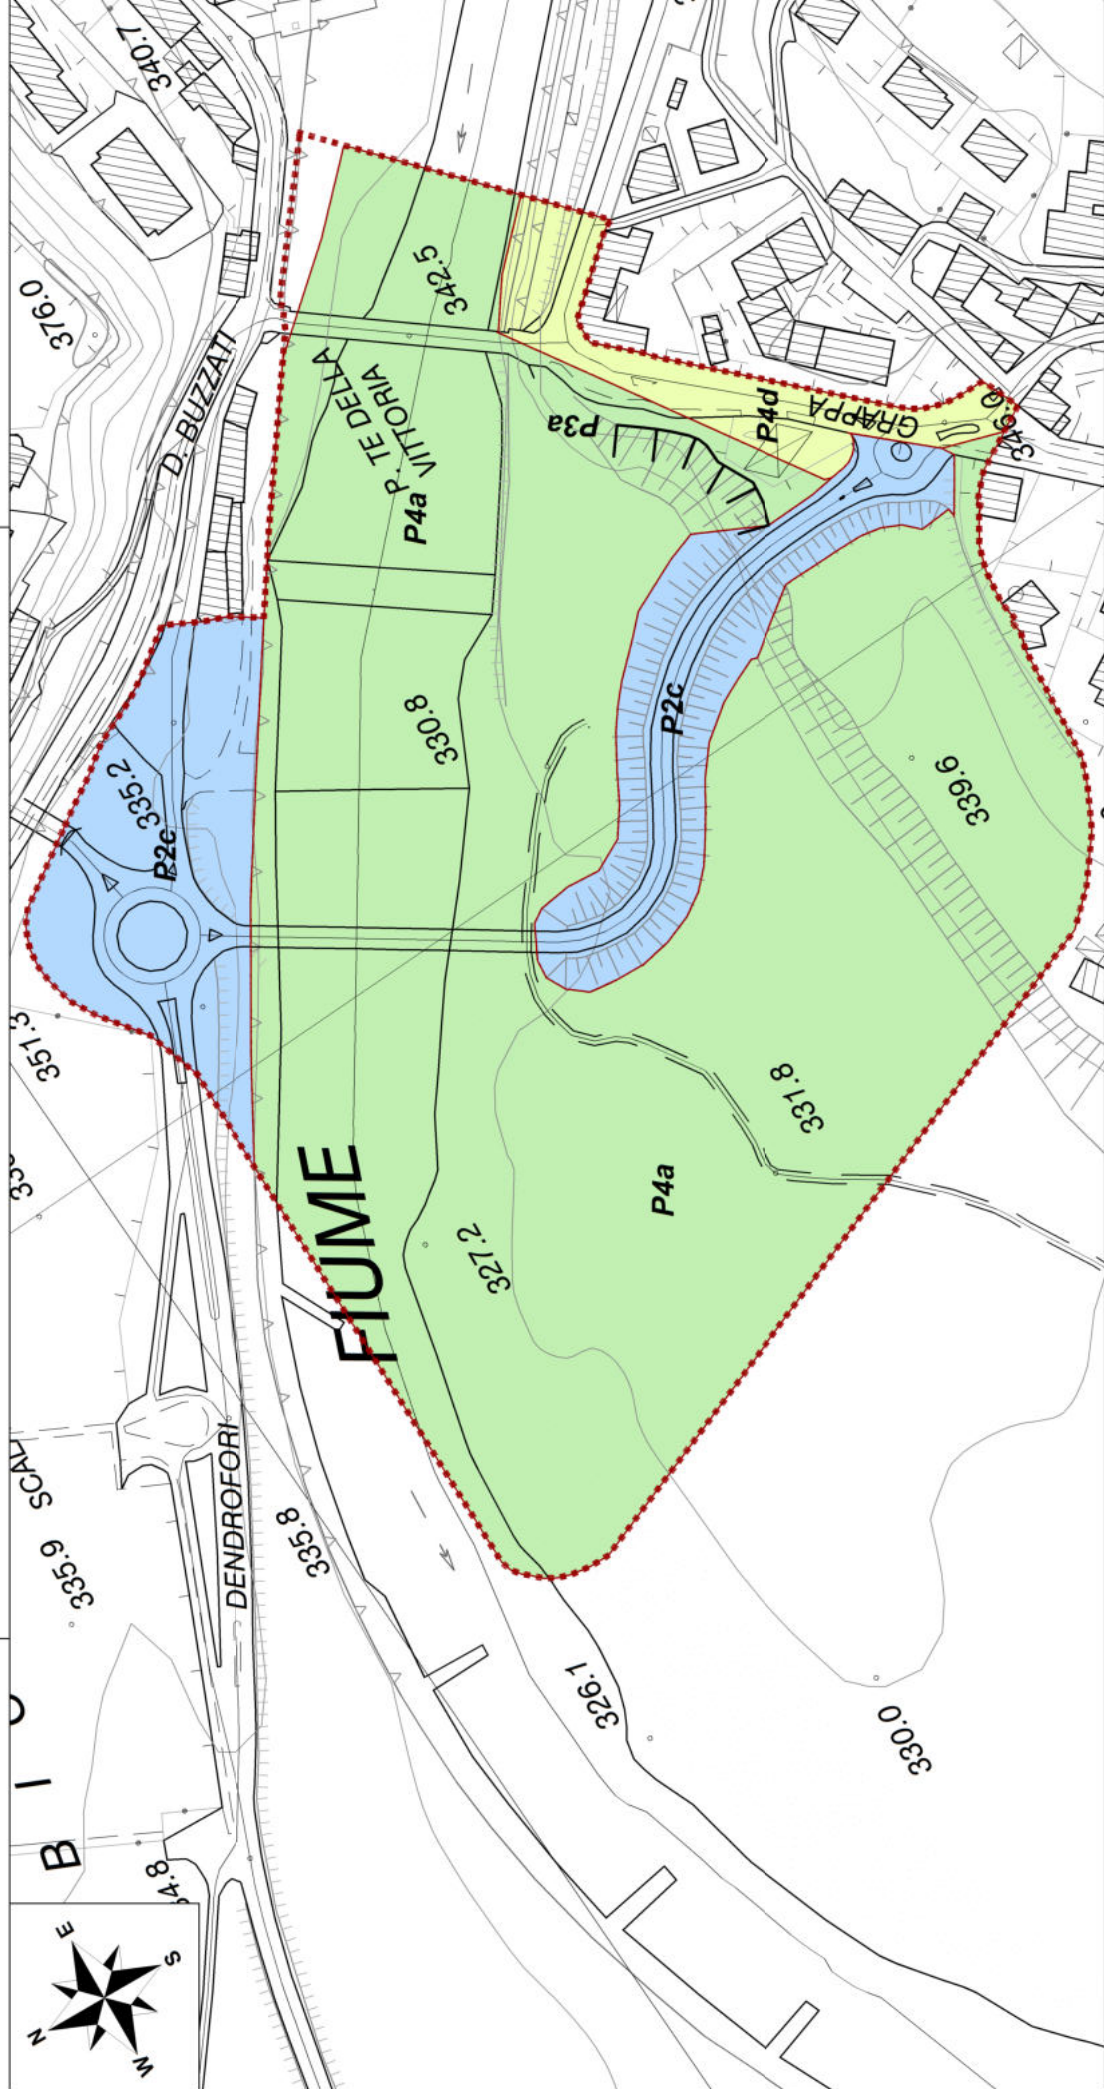 340.7
376.0
D. BUZZATI
342.5
P. TE DELLA
VITTORIA
P4a
P3a
P4d
GRAPPA
346.0
335.2
P2c
330.8
P2c
339.6
351.3
331.8
P4a
FIUME
327.2
SCAL
335.9
DENDROFORI
335.8
326.1
330.0
B I
34.8
N
E
S
W